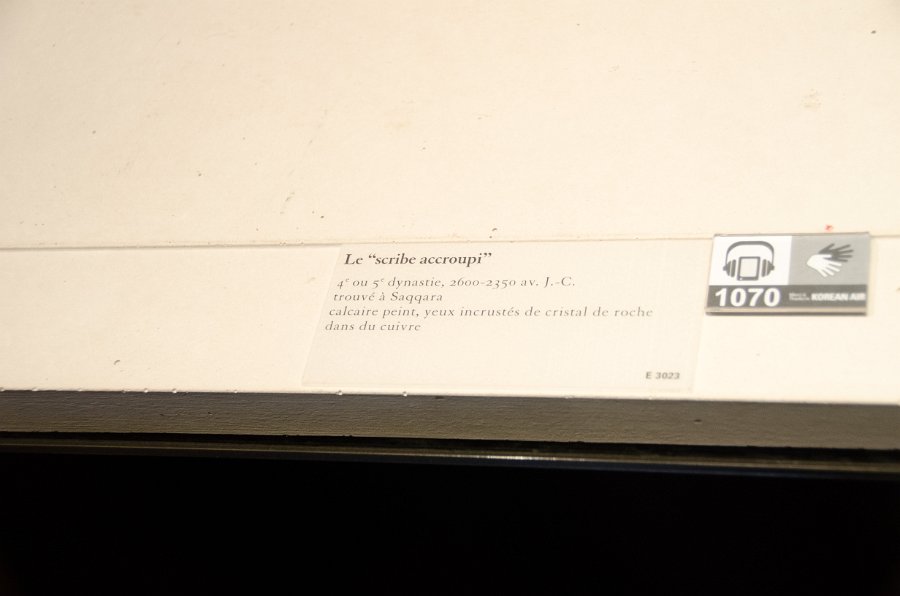 Le “scribe accroupi”
4e ou 5e dynastie, 2600-2350 av. J.-C.
trouvé à Saqqara
calcaire peint, yeux incrustés de cristal de roche
dans du cuivre
E 3023
1070
KOREAN AIR